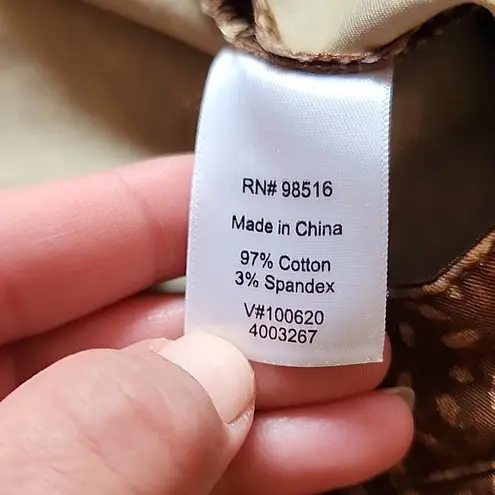 RN# 98516
Made in China
97% Cotton
3% Spandex
V#100620
4003267